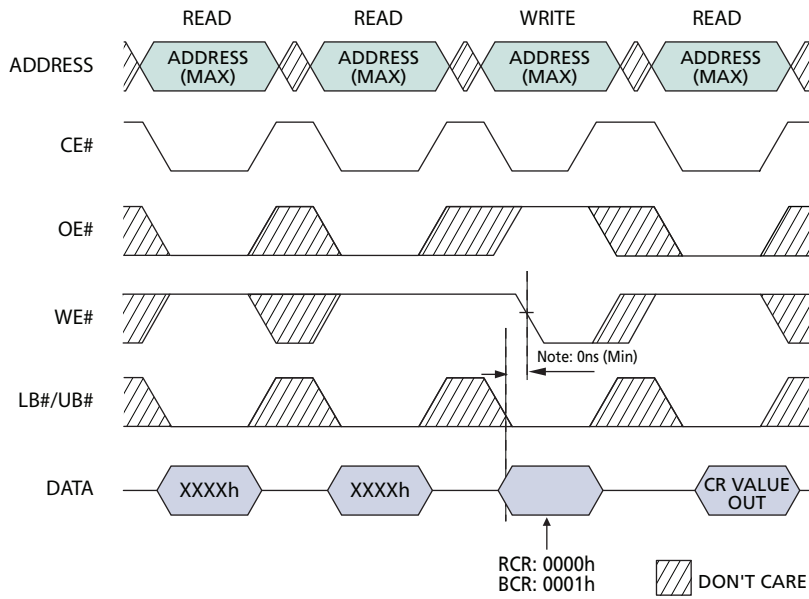 READ READ WRITE READ
ADDRESS
ADDRESS (MAX)
ADDRESS (MAX)
ADDRESS (MAX)
ADDRESS (MAX)
CE#
OE#
WE#
Note: 0ns (Min)
LB#/UB#
DATA XXXXh XXXXh
CR VALUE OUT
RCR: 0000h
BCR: 0001h
DON'T CARE